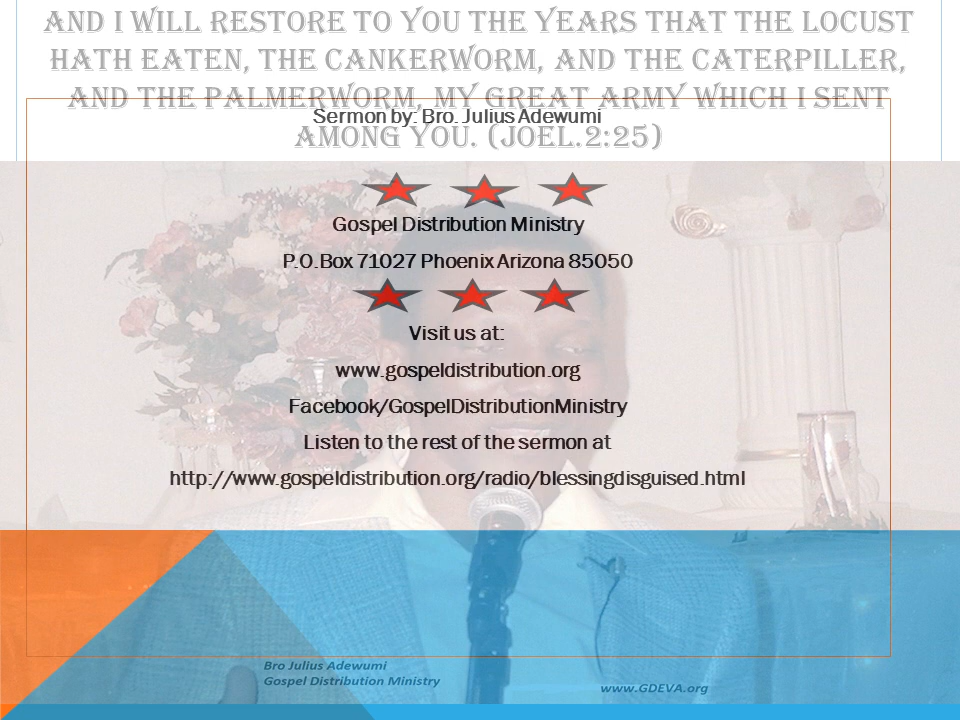 AND I WILL RESTORE TO YOU THE YEARS THAT THE LOCUST
HATH EATEN, THE CANKERWORM, AND THE CATERPILLER,
AND THE PALMERWORM, MY GREAT ARMY WHICH I SENT
Sermon by: Bro. Julius Adewumi
AMONG YOU. (JOEL.2:25)
Gospel Distribution Ministry
P.O.Box 71027 Phoenix Arizona 85050
Visit us at:
www.gospeldistribution.org
Facebook/GospelDistributionMinistry
Listen to the rest of the sermon at
http://www.gospeldistribution.org/radio/blessingdisguised.html
Bro Julius Adewumi
Gospel Distribution Ministry
www.GDEVA.org